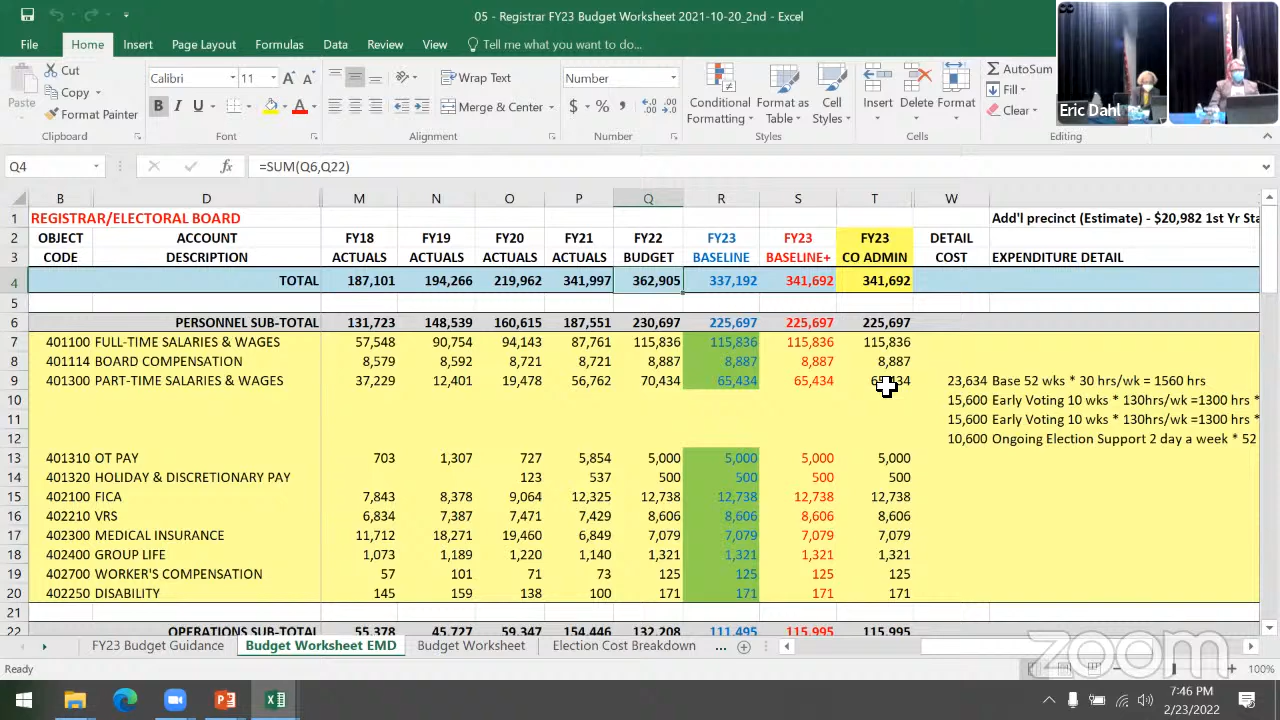 05 - Registrar FY23 Budget Worksheet 2021-10-20_2nd - Excel
File Home Insert Page Layout Formulas Data Review View Tell me what you want to do...
Paste Cut Copy Format Painter Clipboard
Calibri 11 A A B I U A Font
Wrap Text Merge & Center Alignment
Number $ % , Number
Conditional Formatting Format as Table Cell Styles Styles
Insert Delete Format Cells
AutoSum Fill Clear Editing
Eric Dahl
Q4 fx =SUM(Q6,Q22)
B D M N O P Q R S T W
1 REGISTRAR/ELECTORAL BOARD Add'l precinct (Estimate) - $20,982 1st Yr Sta
2 OBJECT ACCOUNT FY18 FY19 FY20 FY21 FY22 FY23 FY23 FY23 DETAIL
3 CODE DESCRIPTION ACTUALS ACTUALS ACTUALS ACTUALS BUDGET BASELINE BASELINE+ CO ADMIN COST EXPENDITURE DETAIL
4 TOTAL 187,101 194,266 219,962 341,997 362,905 337,192 341,692 341,692
5
6 PERSONNEL SUB-TOTAL 131,723 148,539 160,615 187,551 230,697 225,697 225,697 225,697
7 401100 FULL-TIME SALARIES & WAGES 57,548 90,754 94,143 87,761 115,836 115,836 115,836 115,836
8 401114 BOARD COMPENSATION 8,579 8,592 8,721 8,721 8,887 8,887 8,887 8,887
9 401300 PART-TIME SALARIES & WAGES 37,229 12,401 19,478 56,762 70,434 65,434 65,434 23,634 Base 52 wks * 30 hrs/wk = 1560 hrs
10 15,600 Early Voting 10 wks * 130hrs/wk =1300 hrs *
11 15,600 Early Voting 10 wks * 130hrs/wk =1300 hrs *
12 10,600 Ongoing Election Support 2 day a week * 52
13 401310 OT PAY 703 1,307 727 5,854 5,000 5,000 5,000 5,000
14 401320 HOLIDAY & DISCRETIONARY PAY 123 537 500 500 500 500
15 402100 FICA 7,843 8,378 9,064 12,325 12,738 12,738 12,738 12,738
16 402210 VRS 6,834 7,387 7,471 7,429 8,606 8,606 8,606 8,606
17 402300 MEDICAL INSURANCE 11,712 18,271 19,460 6,849 7,079 7,079 7,079 7,079
18 402400 GROUP LIFE 1,073 1,189 1,220 1,140 1,321 1,321 1,321 1,321
19 402700 WORKER'S COMPENSATION 57 101 71 73 125 125 125 125
20 402250 DISABILITY 145 159 138 100 171 171 171 171
21
22 OPERATIONS SUB-TOTAL 55,378 45,727 59,347 154,446 132,208 111,495 115,995 115,995
FY23 Budget Guidance Budget Worksheet EMD Budget Worksheet Election Cost Breakdown ...
Ready 100%
zoom
7:46 PM
2/23/2022